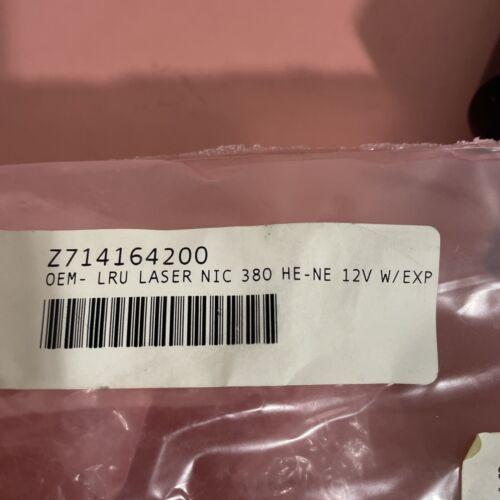 Z714164200
OEM- LRU LASER NIC 380 HE-NE 12V W/EXP